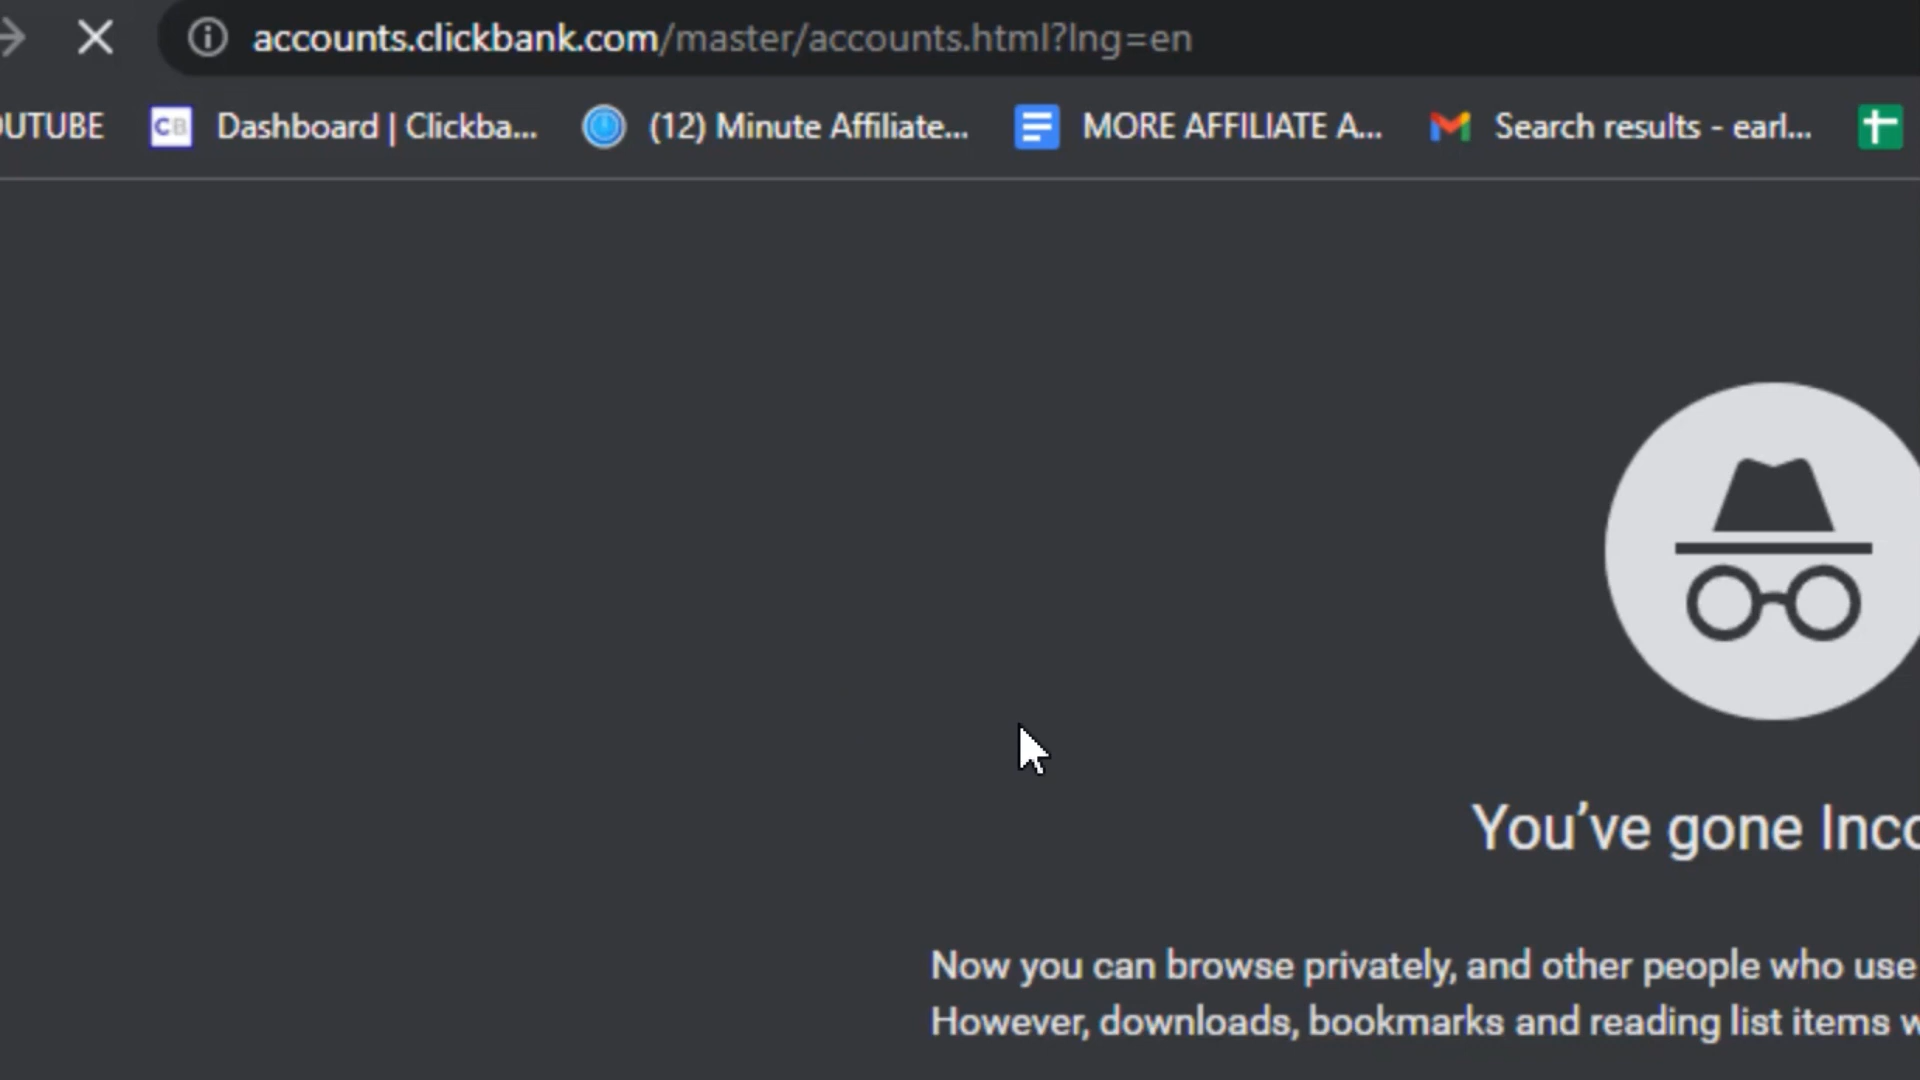 accounts.clickbank.com/master/accounts.html?lng=en
OUTUBE CB Dashboard | Clickba... (12) Minute Affiliate... MORE AFFILIATE A... Search results - earl...
You've gone Inco
Now you can browse privately, and other people who use
However, downloads, bookmarks and reading list items w